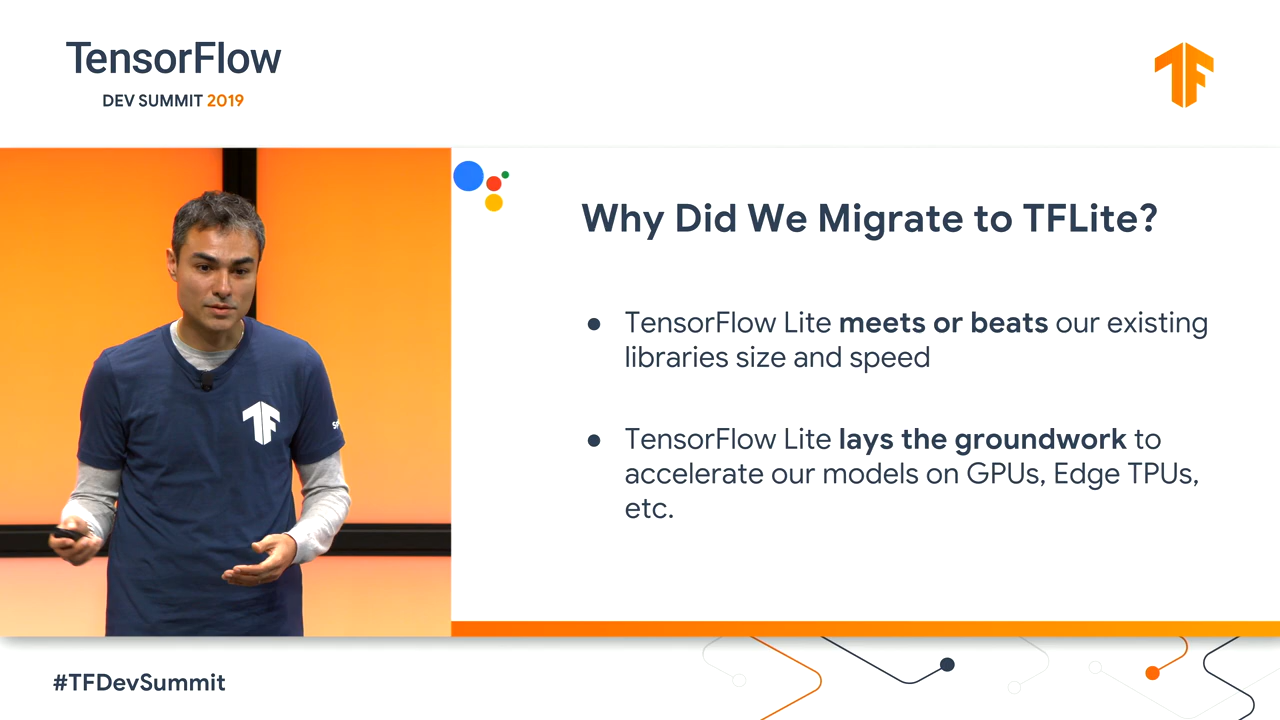 TensorFlow
DEV SUMMIT 2019
Why Did We Migrate to TFLite?
● TensorFlow Lite meets or beats our existing
libraries size and speed
● TensorFlow Lite lays the groundwork to
accelerate our models on GPUs, Edge TPUs,
etc.
#TFDevSummit